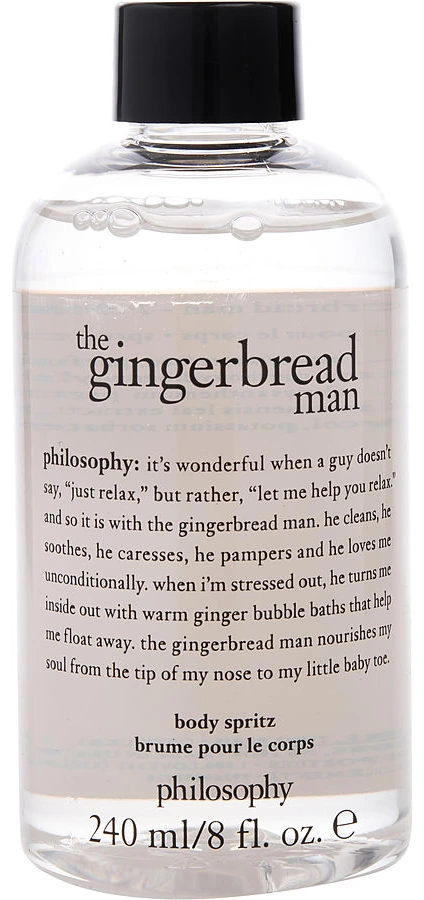 the
gingerbread
man
philosophy: it's wonderful when a guy doesn't
say, “just relax,” but rather, “let me help you relax.”
and so it is with the gingerbread man. he cleans, he
soothes, he caresses, he pampers and he loves me
unconditionally. when i'm stressed out, he turns me
inside out with warm ginger bubble baths that help
me float away. the gingerbread man nourishes my
soul from the tip of my nose to my little baby toe.
body spritz
brume pour le corps
philosophy
240 ml/8 fl. oz. ℮